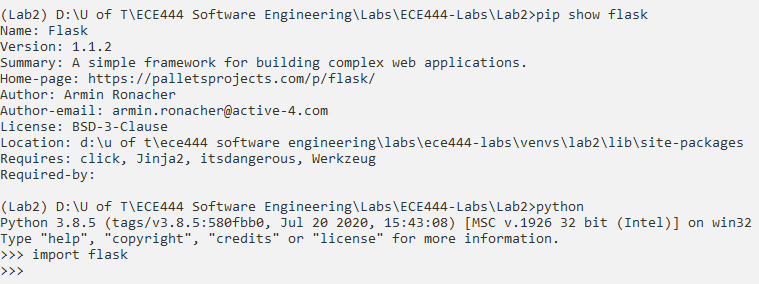 (Lab2) D:\U of T\ECE444 Software Engineering\Labs\ECE444-Labs\Lab2>pip show flask
Name: Flask
Version: 1.1.2
Summary: A simple framework for building complex web applications.
Home-page: https://palletsprojects.com/p/flask/
Author: Armin Ronacher
Author-email: armin.ronacher@active-4.com
License: BSD-3-Clause
Location: d:\u of t\ece444 software engineering\labs\ece444-labs\venvs\lab2\lib\site-packages
Requires: click, Jinja2, itsdangerous, Werkzeug
Required-by:
(Lab2) D:\U of T\ECE444 Software Engineering\Labs\ECE444-Labs\Lab2>python
Python 3.8.5 (tags/v3.8.5:580fbb0, Jul 20 2020, 15:43:08) [MSC v.1926 32 bit (Intel)] on win32
Type "help", "copyright", "credits" or "license" for more information.
>>> import flask
>>>